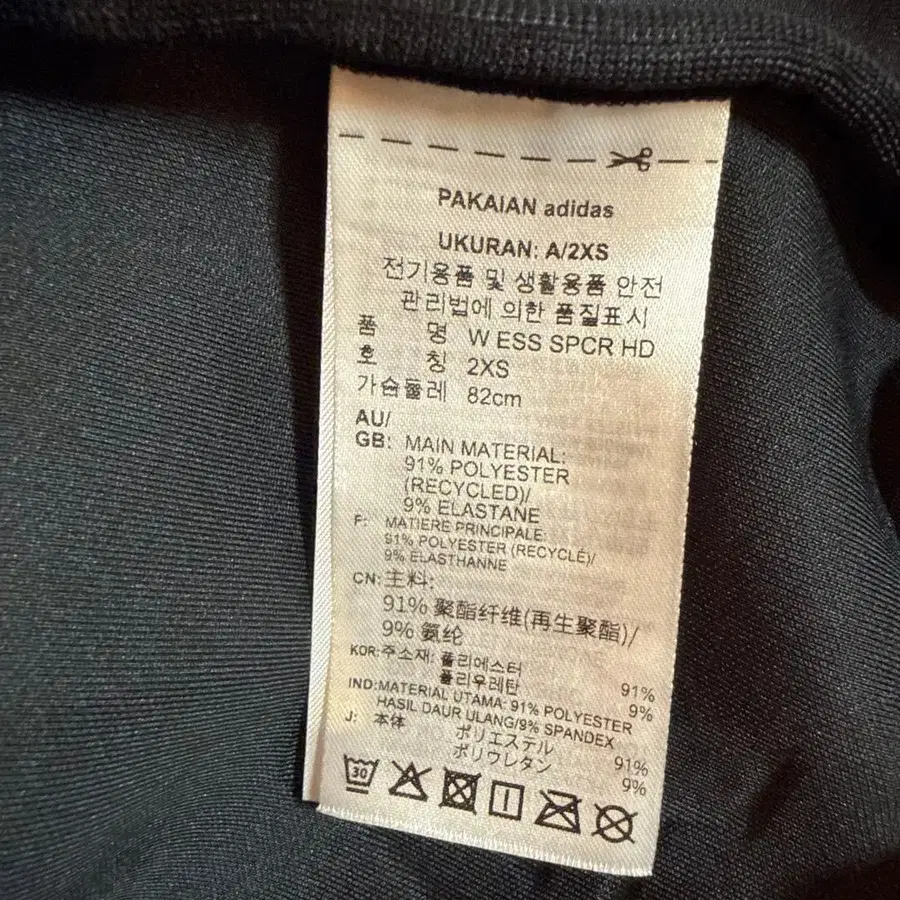 PAKAIAN adidas
UKURAN: A/2XS
전기용품 및 생활용품 안전
관리법에 의한 품질표시
품 명 W ESS SPCR HD
호 칭 2XS
가슴둘레 82cm
AU/
GB: MAIN MATERIAL:
91% POLYESTER
(RECYCLED)/
9% ELASTANE
F: MATIERE PRINCIPALE:
91% POLYESTER (RECYCLÉ)/
9% ELASTHANNE
CN: 主料:
91% 聚酯纤维(再生聚酯)/
9% 氨纶
KOR: 주소재: 폴리에스터 91%
폴리우레탄 9%
IND: MATERIAL UTAMA: 91% POLYESTER
HASIL DAUR ULANG/9% SPANDEX
J: 本体 ポリエステル 91%
ポリウレタン 9%
30